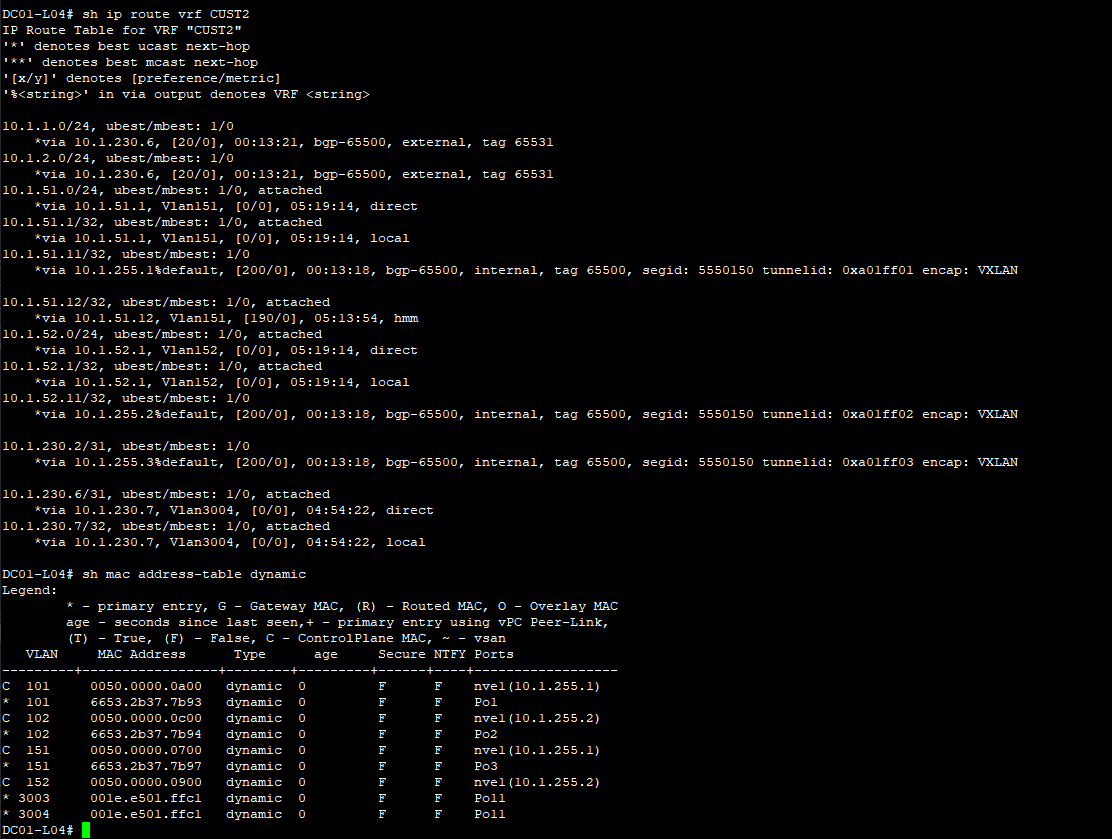 DC01-L04# sh ip route vrf CUST2
IP Route Table for VRF "CUST2"
'*' denotes best ucast next-hop
'**' denotes best mcast next-hop
'[x/y]' denotes [preference/metric]
'%<string>' in via output denotes VRF <string>

10.1.1.0/24, ubest/mbest: 1/0
    *via 10.1.230.6, [20/0], 00:13:21, bgp-65500, external, tag 65531
10.1.2.0/24, ubest/mbest: 1/0
    *via 10.1.230.6, [20/0], 00:13:21, bgp-65500, external, tag 65531
10.1.51.0/24, ubest/mbest: 1/0, attached
    *via 10.1.51.1, Vlan151, [0/0], 05:19:14, direct
10.1.51.1/32, ubest/mbest: 1/0, attached
    *via 10.1.51.1, Vlan151, [0/0], 05:19:14, local
10.1.51.11/32, ubest/mbest: 1/0
    *via 10.1.255.1%default, [200/0], 00:13:18, bgp-65500, internal, tag 65500, segid: 5550150 tunnelid: 0xa01ff01 encap: VXLAN

10.1.51.12/32, ubest/mbest: 1/0, attached
    *via 10.1.51.12, Vlan151, [190/0], 05:13:54, hmm
10.1.52.0/24, ubest/mbest: 1/0, attached
    *via 10.1.52.1, Vlan152, [0/0], 05:19:14, direct
10.1.52.1/32, ubest/mbest: 1/0, attached
    *via 10.1.52.1, Vlan152, [0/0], 05:19:14, local
10.1.52.11/32, ubest/mbest: 1/0
    *via 10.1.255.2%default, [200/0], 00:13:18, bgp-65500, internal, tag 65500, segid: 5550150 tunnelid: 0xa01ff02 encap: VXLAN

10.1.230.2/31, ubest/mbest: 1/0
    *via 10.1.255.3%default, [200/0], 00:13:18, bgp-65500, internal, tag 65500, segid: 5550150 tunnelid: 0xa01ff03 encap: VXLAN

10.1.230.6/31, ubest/mbest: 1/0, attached
    *via 10.1.230.7, Vlan3004, [0/0], 04:54:22, direct
10.1.230.7/32, ubest/mbest: 1/0, attached
    *via 10.1.230.7, Vlan3004, [0/0], 04:54:22, local

DC01-L04# sh mac address-table dynamic
Legend:
        * - primary entry, G - Gateway MAC, (R) - Routed MAC, O - Overlay MAC
        age - seconds since last seen,+ - primary entry using vPC Peer-Link,
        (T) - True, (F) - False, C - ControlPlane MAC, ~ - vsan
   VLAN     MAC Address      Type      age     Secure NTFY Ports
---------+-----------------+--------+---------+------+----+------------------
C  101     0050.0000.0a00   dynamic  0         F      F    nve1(10.1.255.1)
*  101     6653.2b37.7b93   dynamic  0         F      F    Po1
C  102     0050.0000.0c00   dynamic  0         F      F    nve1(10.1.255.2)
*  102     6653.2b37.7b94   dynamic  0         F      F    Po2
C  151     0050.0000.0700   dynamic  0         F      F    nve1(10.1.255.1)
*  151     6653.2b37.7b97   dynamic  0         F      F    Po3
C  152     0050.0000.0900   dynamic  0         F      F    nve1(10.1.255.2)
* 3003     001e.e501.ffc1   dynamic  0         F      F    Po11
* 3004     001e.e501.ffc1   dynamic  0         F      F    Po11
DC01-L04#